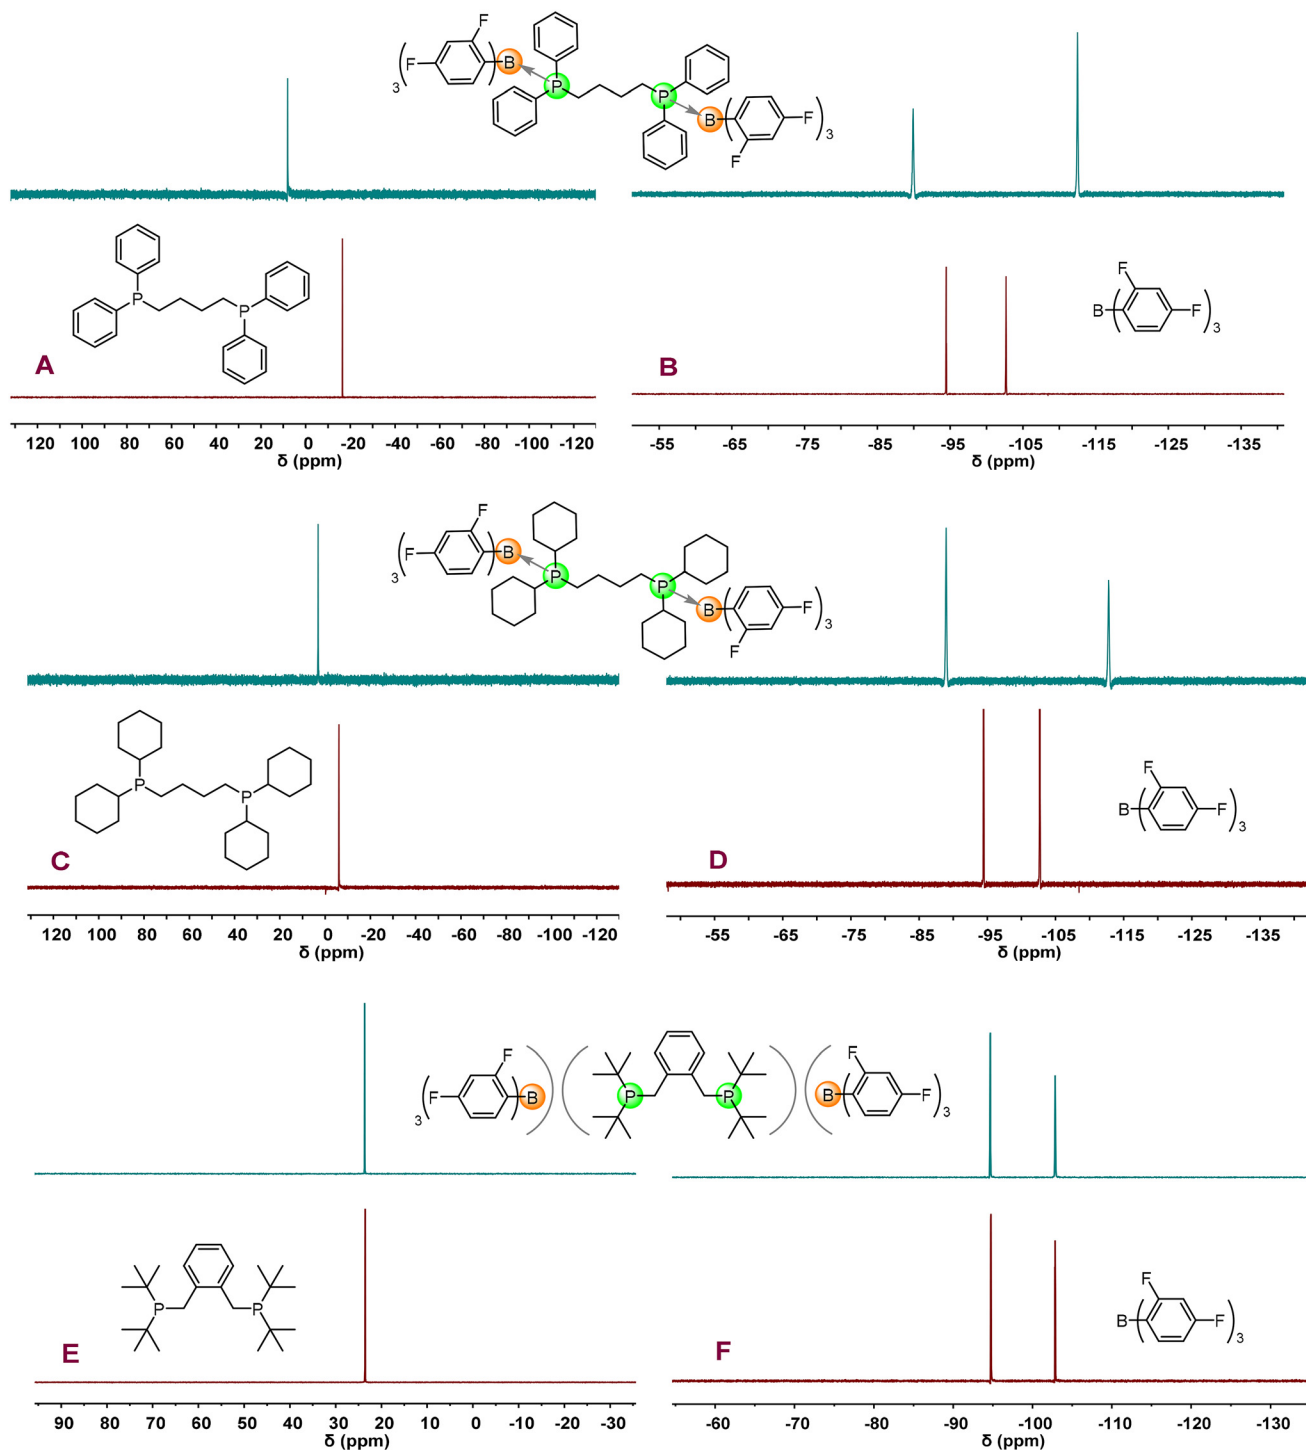 F
( F ) B
3
P P
B ( F ) 3
F
P P
F
B ( F ) 3
A
B
120 100 80 60 40 20 0 -20 -40 -60 -80 -100 -120
δ (ppm)
-55 -65 -75 -85 -95 -105 -115 -125 -135
δ (ppm)
F
( F ) B
3
P P
B ( F ) 3
F
P P
F
B ( F ) 3
C
D
120 100 80 60 40 20 0 -20 -40 -60 -80 -100 -120
δ (ppm)
-55 -65 -75 -85 -95 -105 -115 -125 -135
δ (ppm)
F
( F ) B ) ( P P ) ( B ( F ) 3
3
F
P P
F
B ( F ) 3
E
F
90 80 70 60 50 40 30 20 10 0 -10 -20 -30
δ (ppm)
-60 -70 -80 -90 -100 -110 -120 -130
δ (ppm)